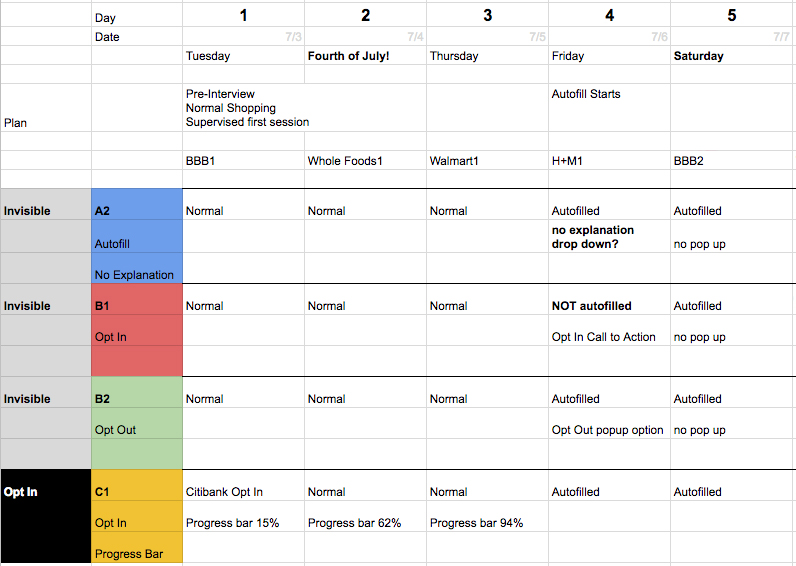 Day 1 2 3 4 5
Date 7/3 7/4 7/5 7/6 7/7
Tuesday Fourth of July! Thursday Friday Saturday
Pre-Interview Autofill Starts
Normal Shopping
Plan Supervised first session
BBB1 Whole Foods1 Walmart1 H+M1 BBB2
Invisible A2 Normal Normal Normal Autofilled Autofilled
no explanation
Autofill drop down? no pop up
No Explanation
Invisible B1 Normal Normal Normal NOT autofilled Autofilled
Opt In Opt In Call to Action no pop up
Invisible B2 Normal Normal Normal Autofilled Autofilled
Opt Out Opt Out popup option no pop up
Opt In C1 Citibank Opt In Normal Normal Autofilled Autofilled
Opt In Progress bar 15% Progress bar 62% Progress bar 94%
Progress Bar